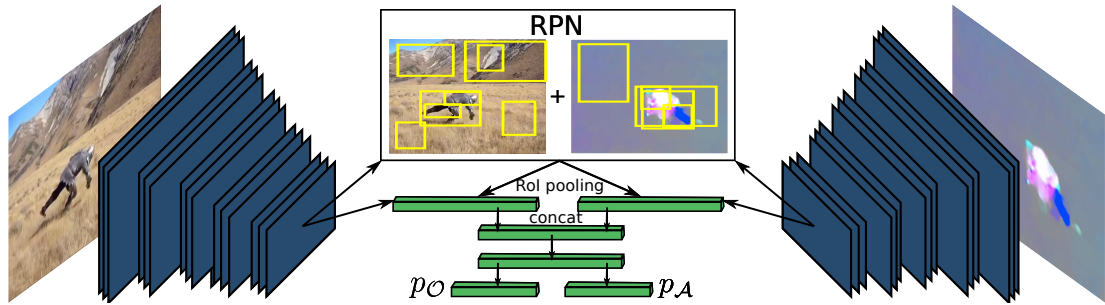 RPN
+
RoI pooling
concat
p𝒪 p𝒜